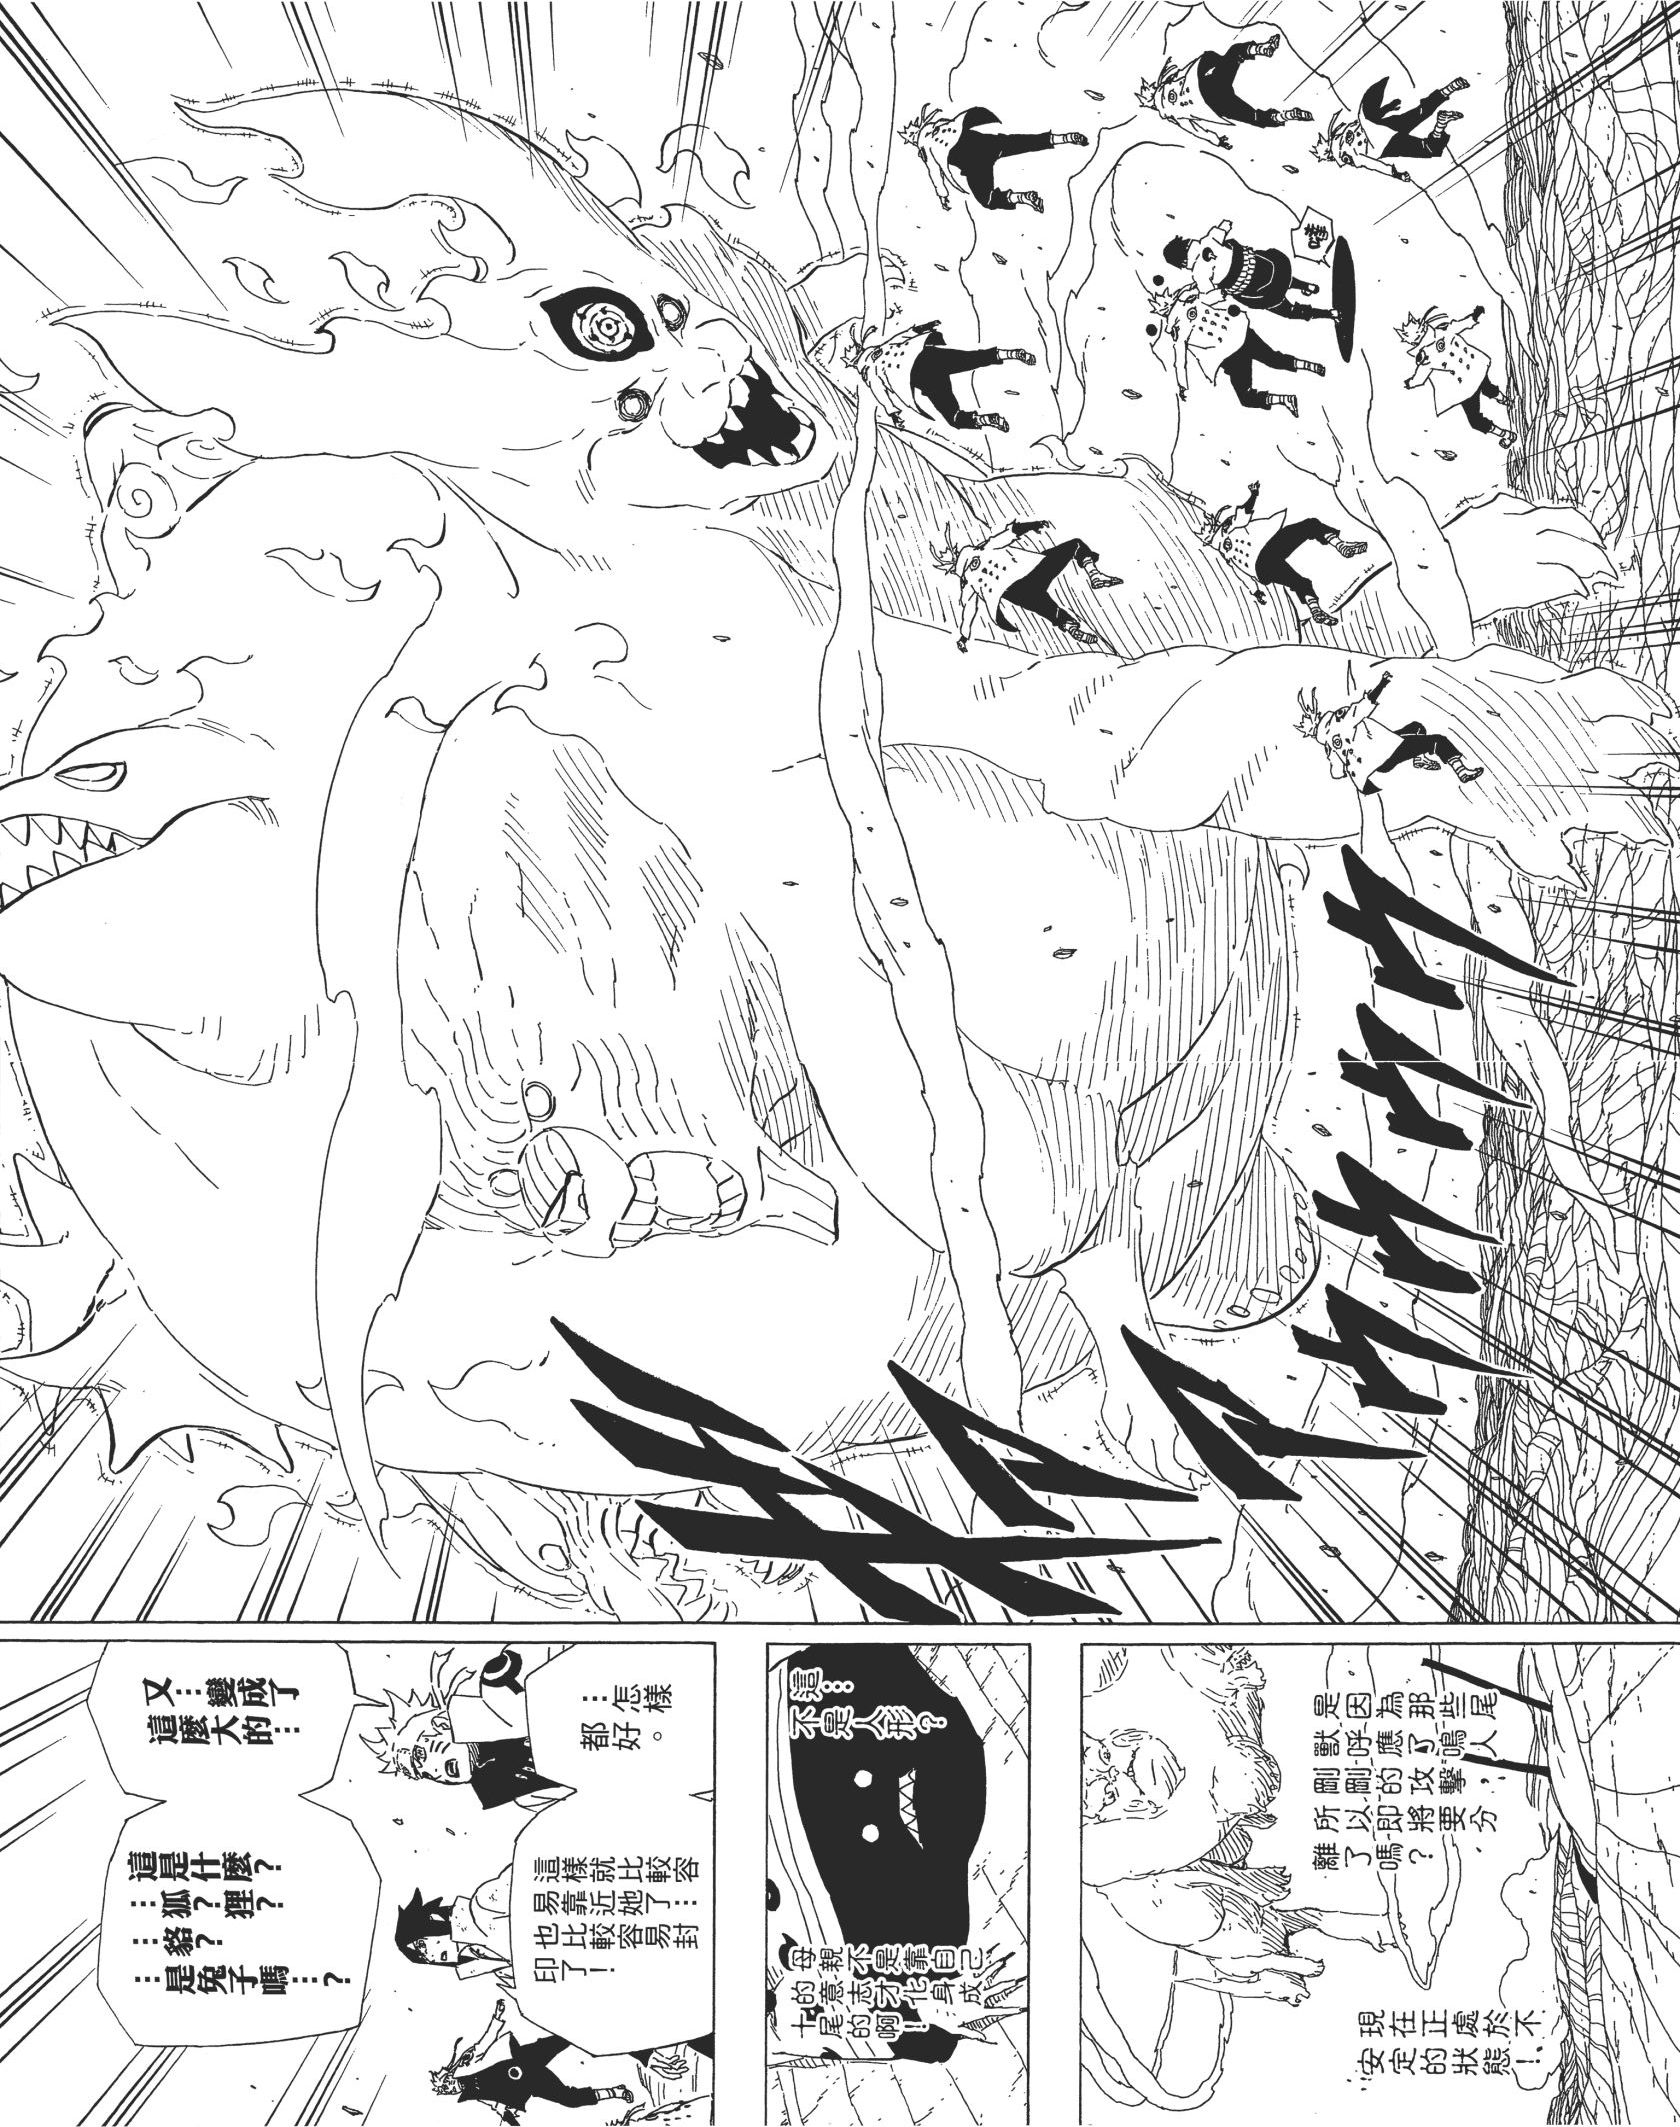 又…變成了
這麼大的…
這是什麼?
…狐?狸?
…貉?
…是兔子嗎…?
…怎樣
都好。
這樣就比較容
易靠近她了…
也比較容易封
印了!
這…
不是人形?
母親不是靠自己
的意志才化身成
十尾的啊!
是因為那些尾
獸呼應了鳴人
剛剛的攻擊,
所以即將要分
離了嗎?
現在正處於不
安定的狀態!